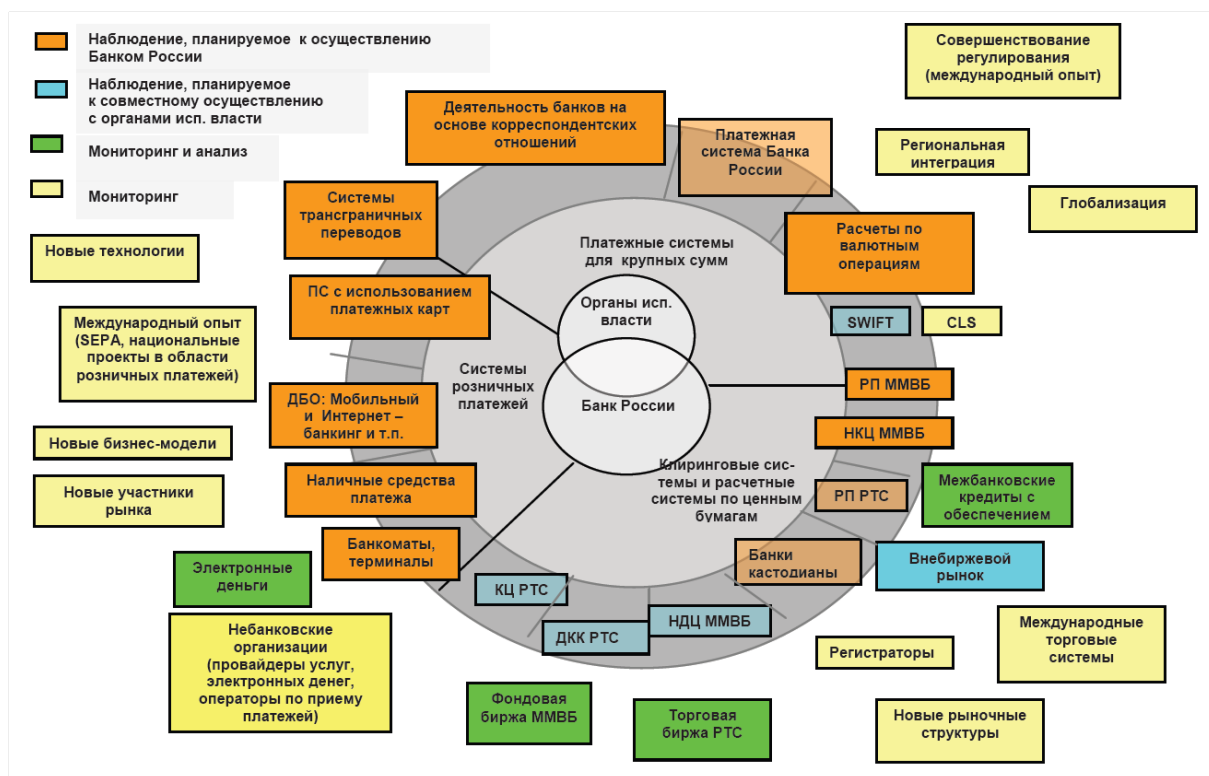 Наблюдение, планируемое к осуществлению
Банком России
Наблюдение, планируемое
к совместному осуществлению
с органами исп. власти
Мониторинг и анализ
Мониторинг
Совершенствование
регулирования
(международный опыт)
Деятельность банков на
основе корреспондентских
отношений
Платежная
система Банка
России
Региональная
интеграция
Глобализация
Системы
трансграничных
переводов
Расчеты по
валютным
операциям
Новые технологии
Платежные системы
для крупных сумм
ПС с использованием
платежных карт
Органы исп.
власти
SWIFT
CLS
Международный опыт
(SEPA, национальные
проекты в области
розничных платежей)
Системы
розничных
платежей
Банк России
РП ММВБ
ДБО: Мобильный
и Интернет –
банкинг и т.п.
НКЦ ММВБ
Новые бизнес-модели
Клиринговые сис-
темы и расчетные
системы по ценным
бумагам
Наличные средства
платежа
Новые участники
рынка
РП РТС
Межбанковские
кредиты с
обеспечением
Банкоматы,
терминалы
Банки
кастодианы
Внебиржевой
рынок
Электронные
деньги
КЦ РТС
ДКК РТС
НДЦ ММВБ
Небанковские
организации
(провайдеры услуг,
электронных денег,
операторы по приему
платежей)
Регистраторы
Международные
торговые
системы
Фондовая
биржа ММВБ
Торговая
биржа РТС
Новые рыночные
структуры